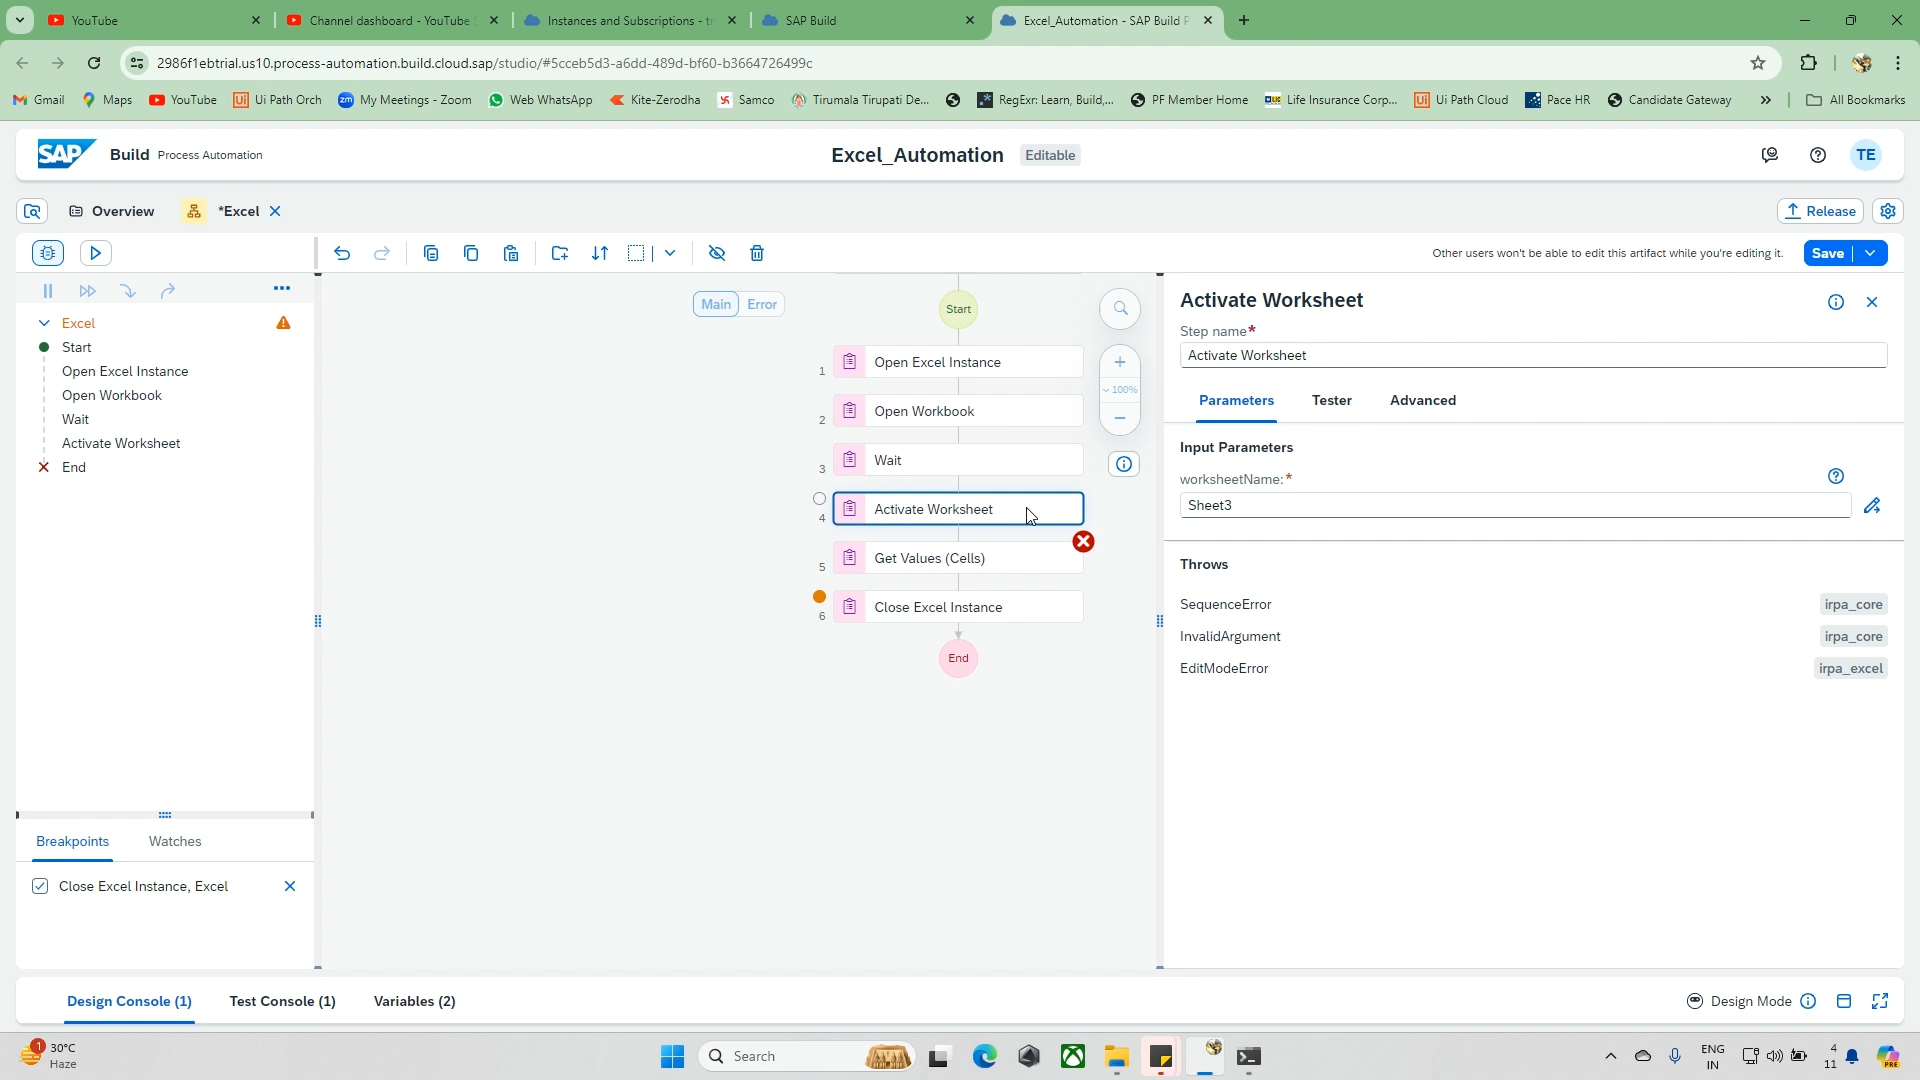 YouTube
Channel dashboard - YouTube S
Instances and Subscriptions - tr
SAP Build
Excel_Automation - SAP Build P
2986f1ebtrial.us10.process-automation.build.cloud.sap/studio/#5cceb5d3-a6dd-489d-bf60-b3664726499c
Gmail
Maps
YouTube
Ui Path Orch
My Meetings - Zoom
Web WhatsApp
Kite-Zerodha
Samco
Tirumala Tirupati De...
RegExr: Learn, Build,...
PF Member Home
Life Insurance Corp...
Ui Path Cloud
Pace HR
Candidate Gateway
All Bookmarks
SAP Build Process Automation
Excel_Automation Editable
TE
Overview
*Excel
Release
Other users won't be able to edit this artifact while you're editing it.
Save
Excel
Start
Open Excel Instance
Open Workbook
Wait
Activate Worksheet
End
Main Error
Start
1 Open Excel Instance
2 Open Workbook
3 Wait
4 Activate Worksheet
5 Get Values (Cells)
6 Close Excel Instance
End
100%
Activate Worksheet
Step name*
Activate Worksheet
Parameters Tester Advanced
Input Parameters
worksheetName: *
Sheet3
Throws
SequenceError irpa_core
InvalidArgument irpa_core
EditModeError irpa_excel
Breakpoints Watches
Close Excel Instance, Excel
Design Console (1) Test Console (1) Variables (2)
Design Mode
1
30°C
Haze
Search
ENG
IN
4
11
PRE